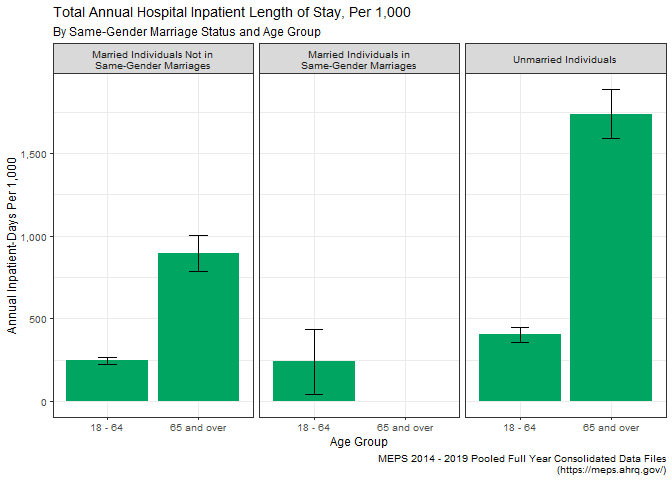 Total Annual Hospital Inpatient Length of Stay, Per 1,000
By Same-Gender Marriage Status and Age Group
Married Individuals Not in
Same-Gender Marriages
Married Individuals in
Same-Gender Marriages
Unmarried Individuals
Annual Inpatient-Days Per 1,000
1,500
1,000
500
0
18 - 64
65 and over
18 - 64
65 and over
18 - 64
65 and over
Age Group
MEPS 2014 - 2019 Pooled Full Year Consolidated Data Files
(https://meps.ahrq.gov/)